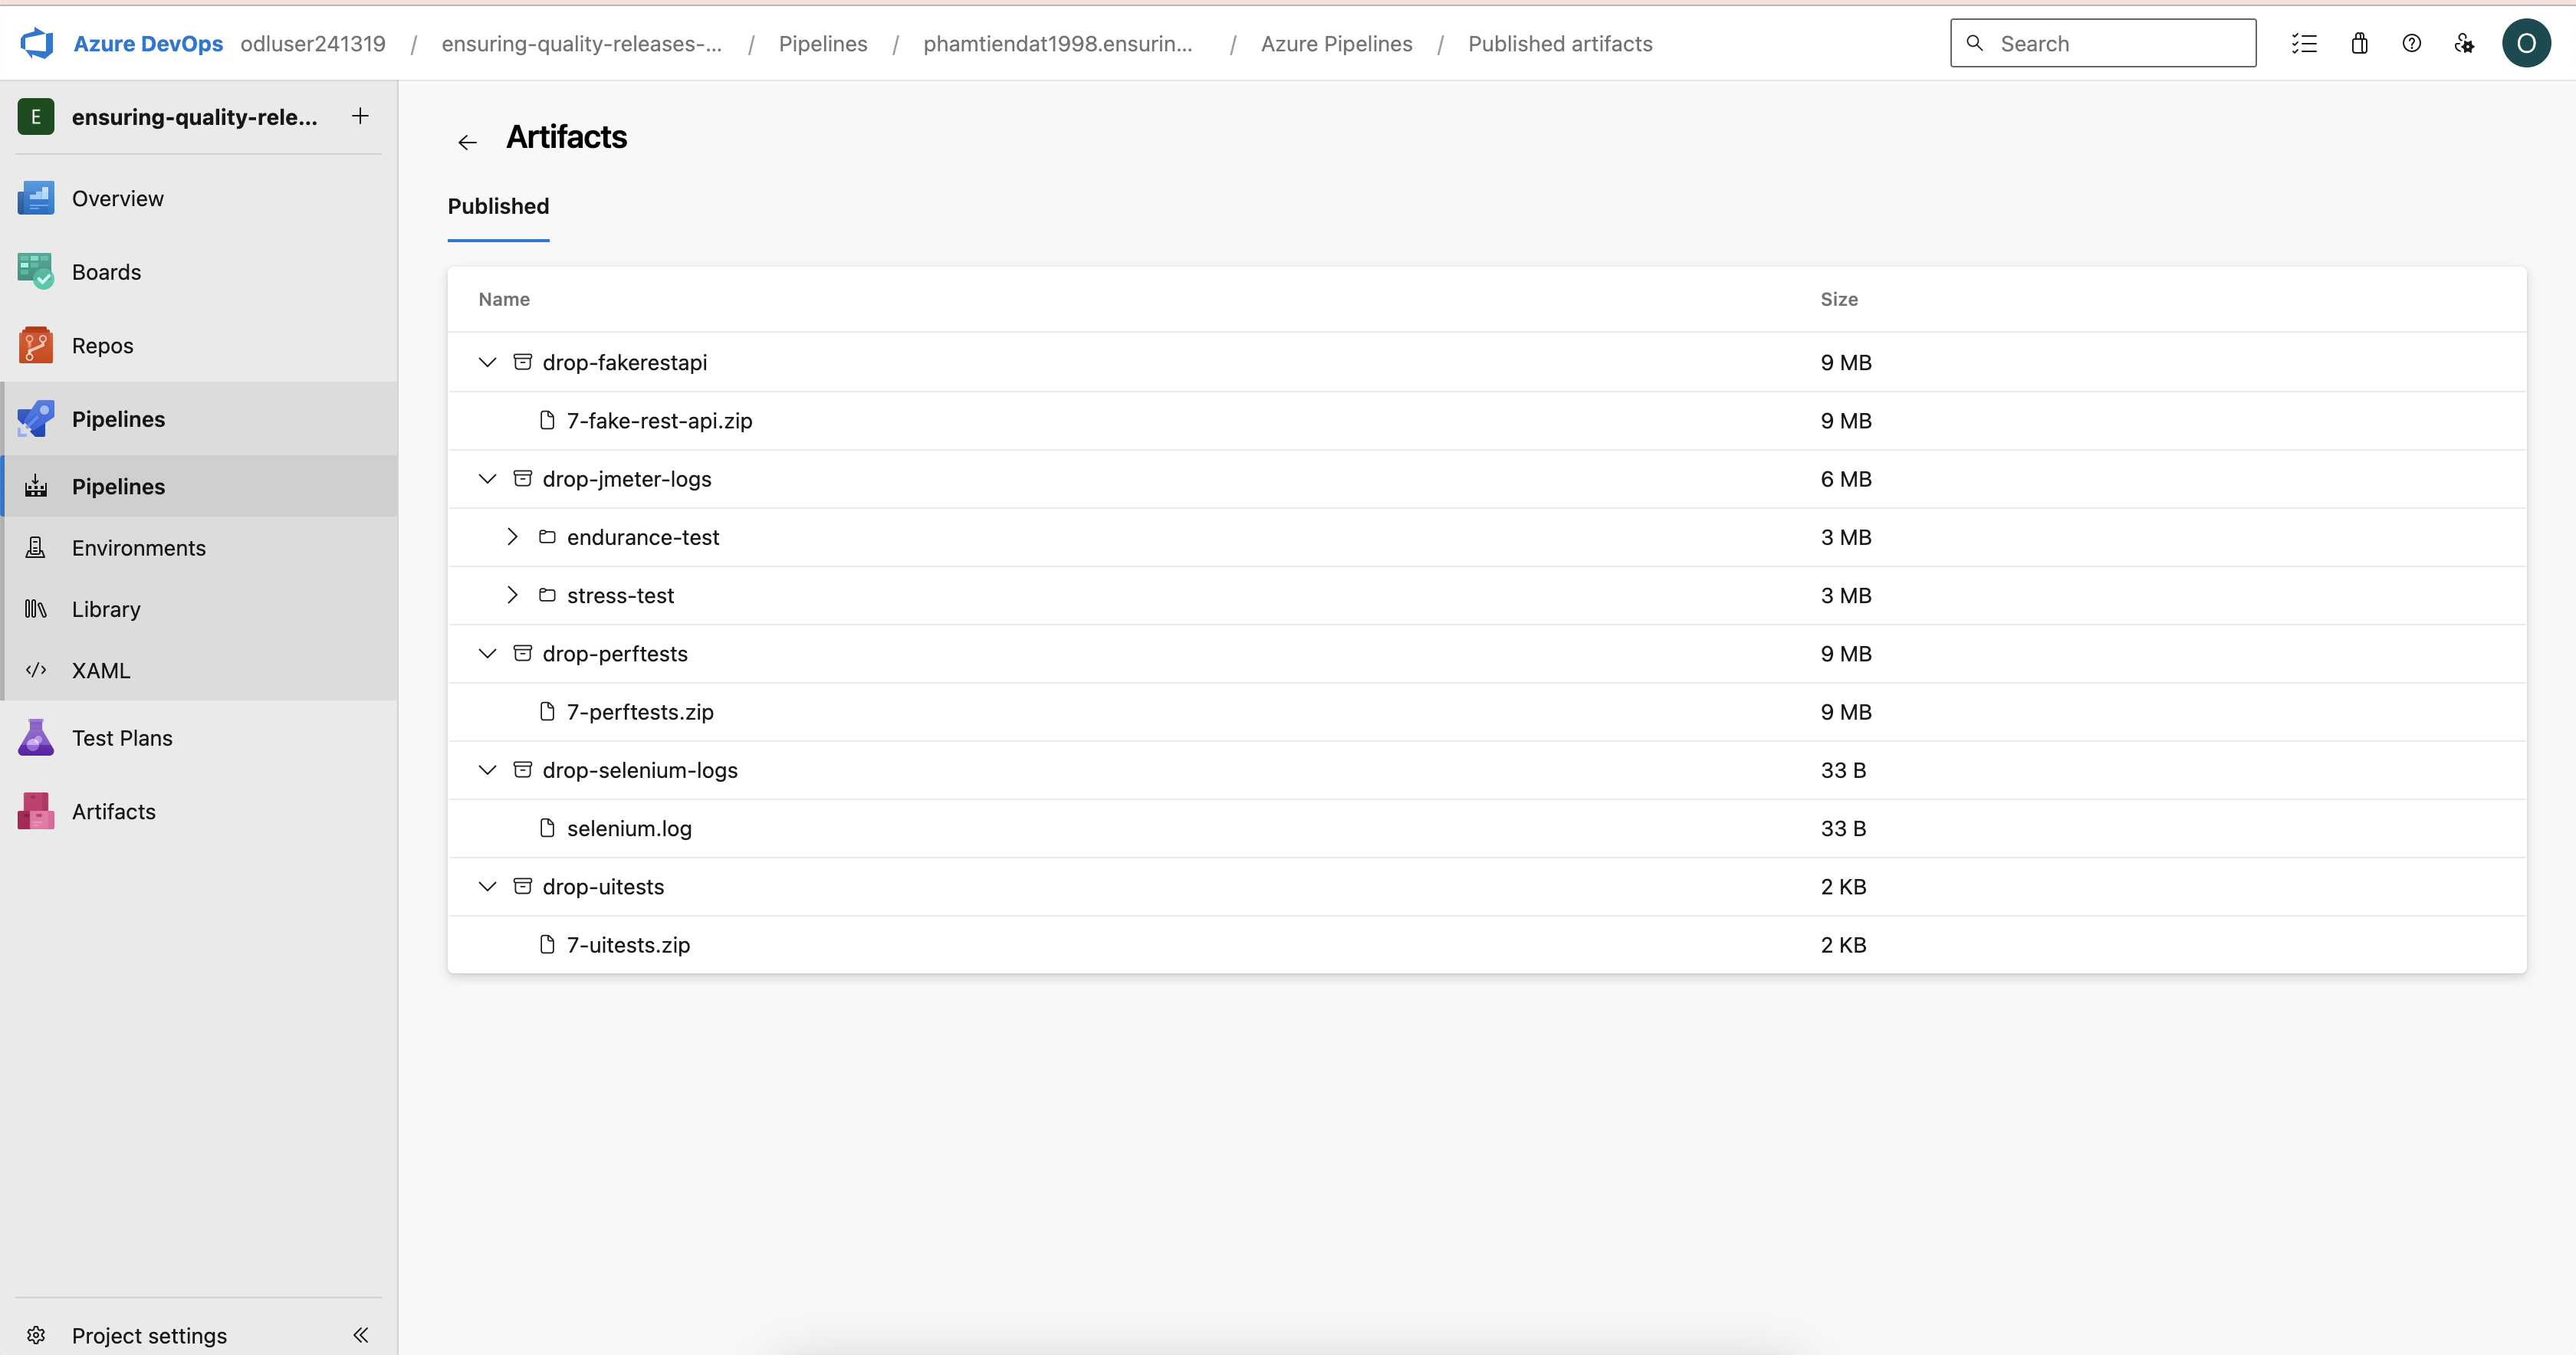 Azure DevOps odluser241319 / ensuring-quality-releases-... / Pipelines / phamtiendat1998.ensurin... / Azure Pipelines / Published artifacts
Search
O
E ensuring-quality-rele... +
Overview
Boards
Repos
Pipelines
Pipelines
Environments
Library
XAML
Test Plans
Artifacts
Project settings
Artifacts
Published
Name Size
drop-fakerestapi 9 MB
7-fake-rest-api.zip 9 MB
drop-jmeter-logs 6 MB
endurance-test 3 MB
stress-test 3 MB
drop-perftests 9 MB
7-perftests.zip 9 MB
drop-selenium-logs 33 B
selenium.log 33 B
drop-uitests 2 KB
7-uitests.zip 2 KB